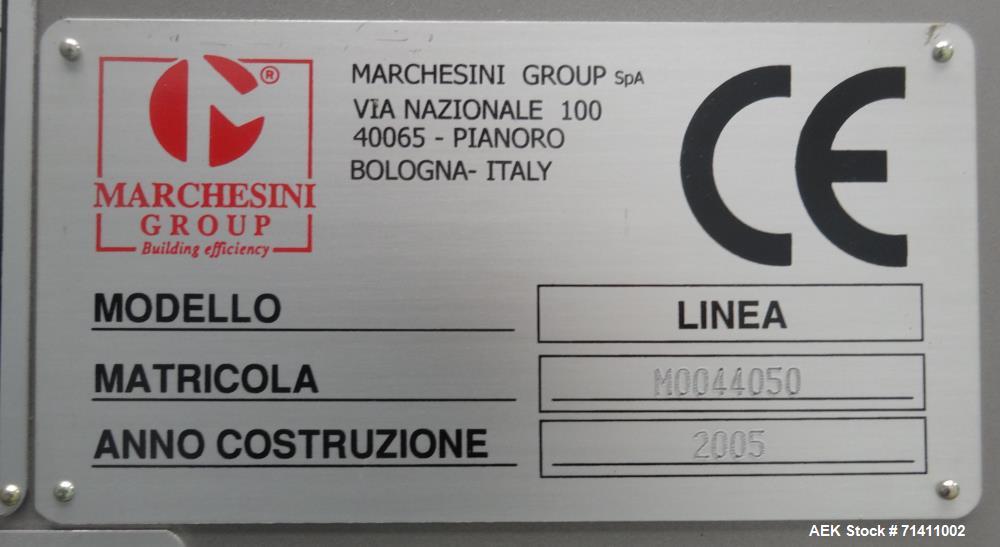 ®
MARCHESINI
GROUP
Building efficiency
MARCHESINI GROUP SpA
VIA NAZIONALE 100
40065 - PIANORO
BOLOGNA- ITALY
CE
MODELLO LINEA
MATRICOLA M0044050
ANNO COSTRUZIONE 2005
AEK Stock #71411002